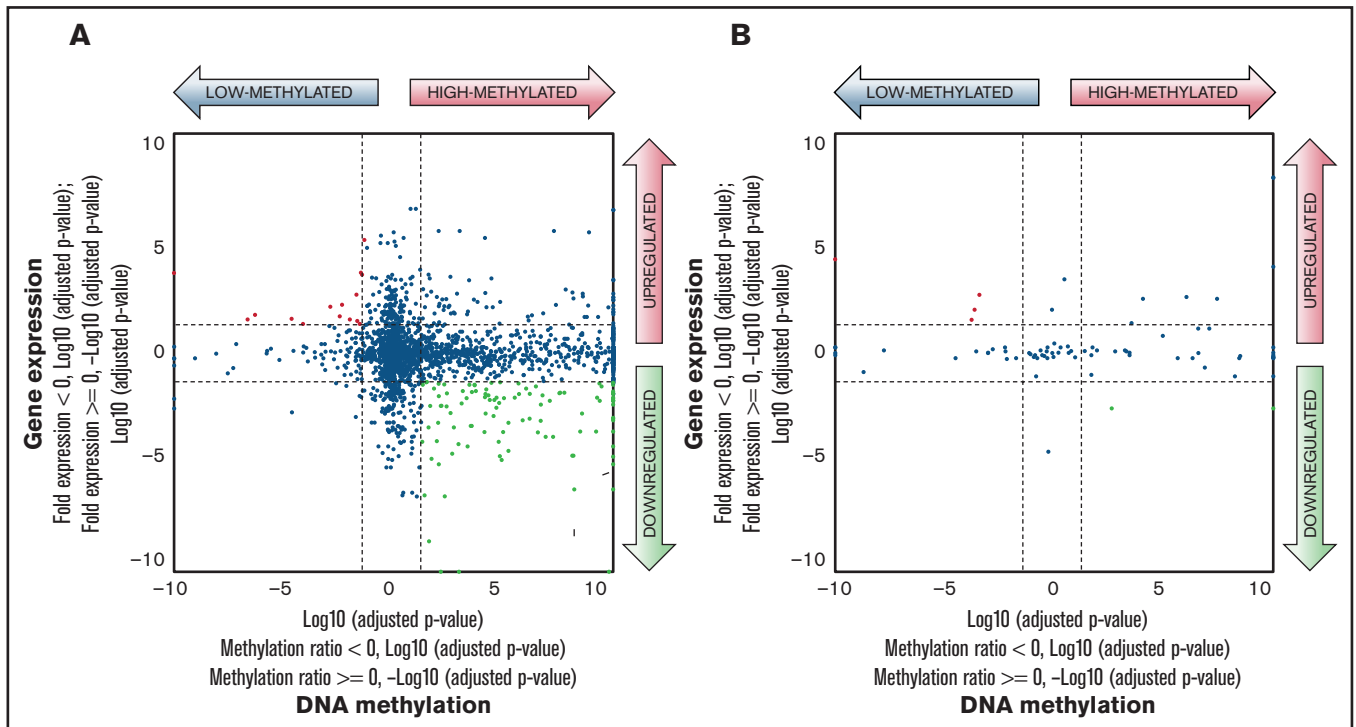 A
LOW-METHYLATED
HIGH-METHYLATED
Gene expression
Fold expression < 0, Log10 (adjusted p-value);
Fold expression >= 0, –Log10 (adjusted p-value)
Log10 (adjusted p-value)
10
5
0
–5
–10
UPREGULATED
DOWNREGULATED
–10
–5
0
5
10
Log10 (adjusted p-value)
Methylation ratio < 0, Log10 (adjusted p-value)
Methylation ratio >= 0, –Log10 (adjusted p-value)
DNA methylation
B
LOW-METHYLATED
HIGH-METHYLATED
Gene expression
Fold expression < 0, Log10 (adjusted p-value);
Fold expression >= 0, –Log10 (adjusted p-value)
Log10 (adjusted p-value)
10
5
0
–5
–10
UPREGULATED
DOWNREGULATED
–10
–5
0
5
10
Log10 (adjusted p-value)
Methylation ratio < 0, Log10 (adjusted p-value)
Methylation ratio >= 0, –Log10 (adjusted p-value)
DNA methylation